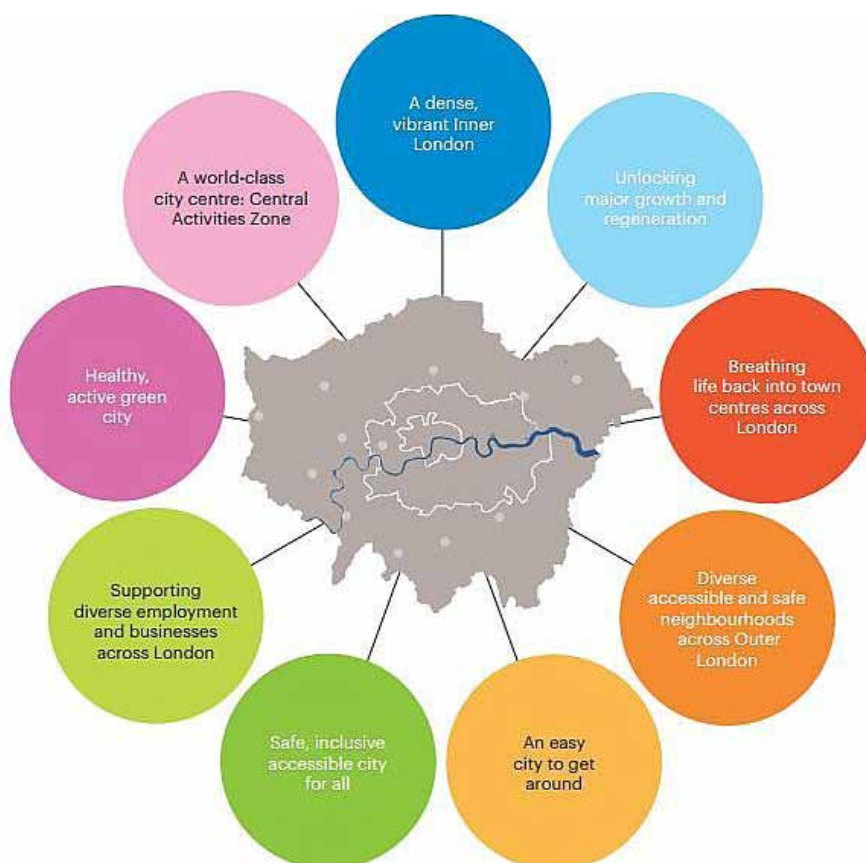 A dense,
vibrant Inner
London
Unlocking
major growth and
regeneration
Breathing
life back into town
centres across
London
Diverse
accessible and safe
neighbourhoods
across Outer
London
An easy
city to get
around
Safe, inclusive
accessible city
for all
Supporting
diverse employment
and businesses
across London
Healthy,
active green
city
A world-class
city centre: Central
Activities Zone